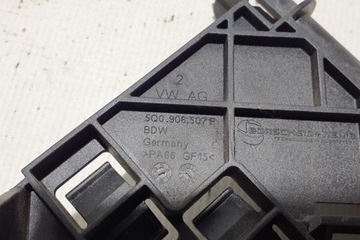 2
VW AG
5Q0.906.507 F
BDW
Germany
>PA66 GF15<